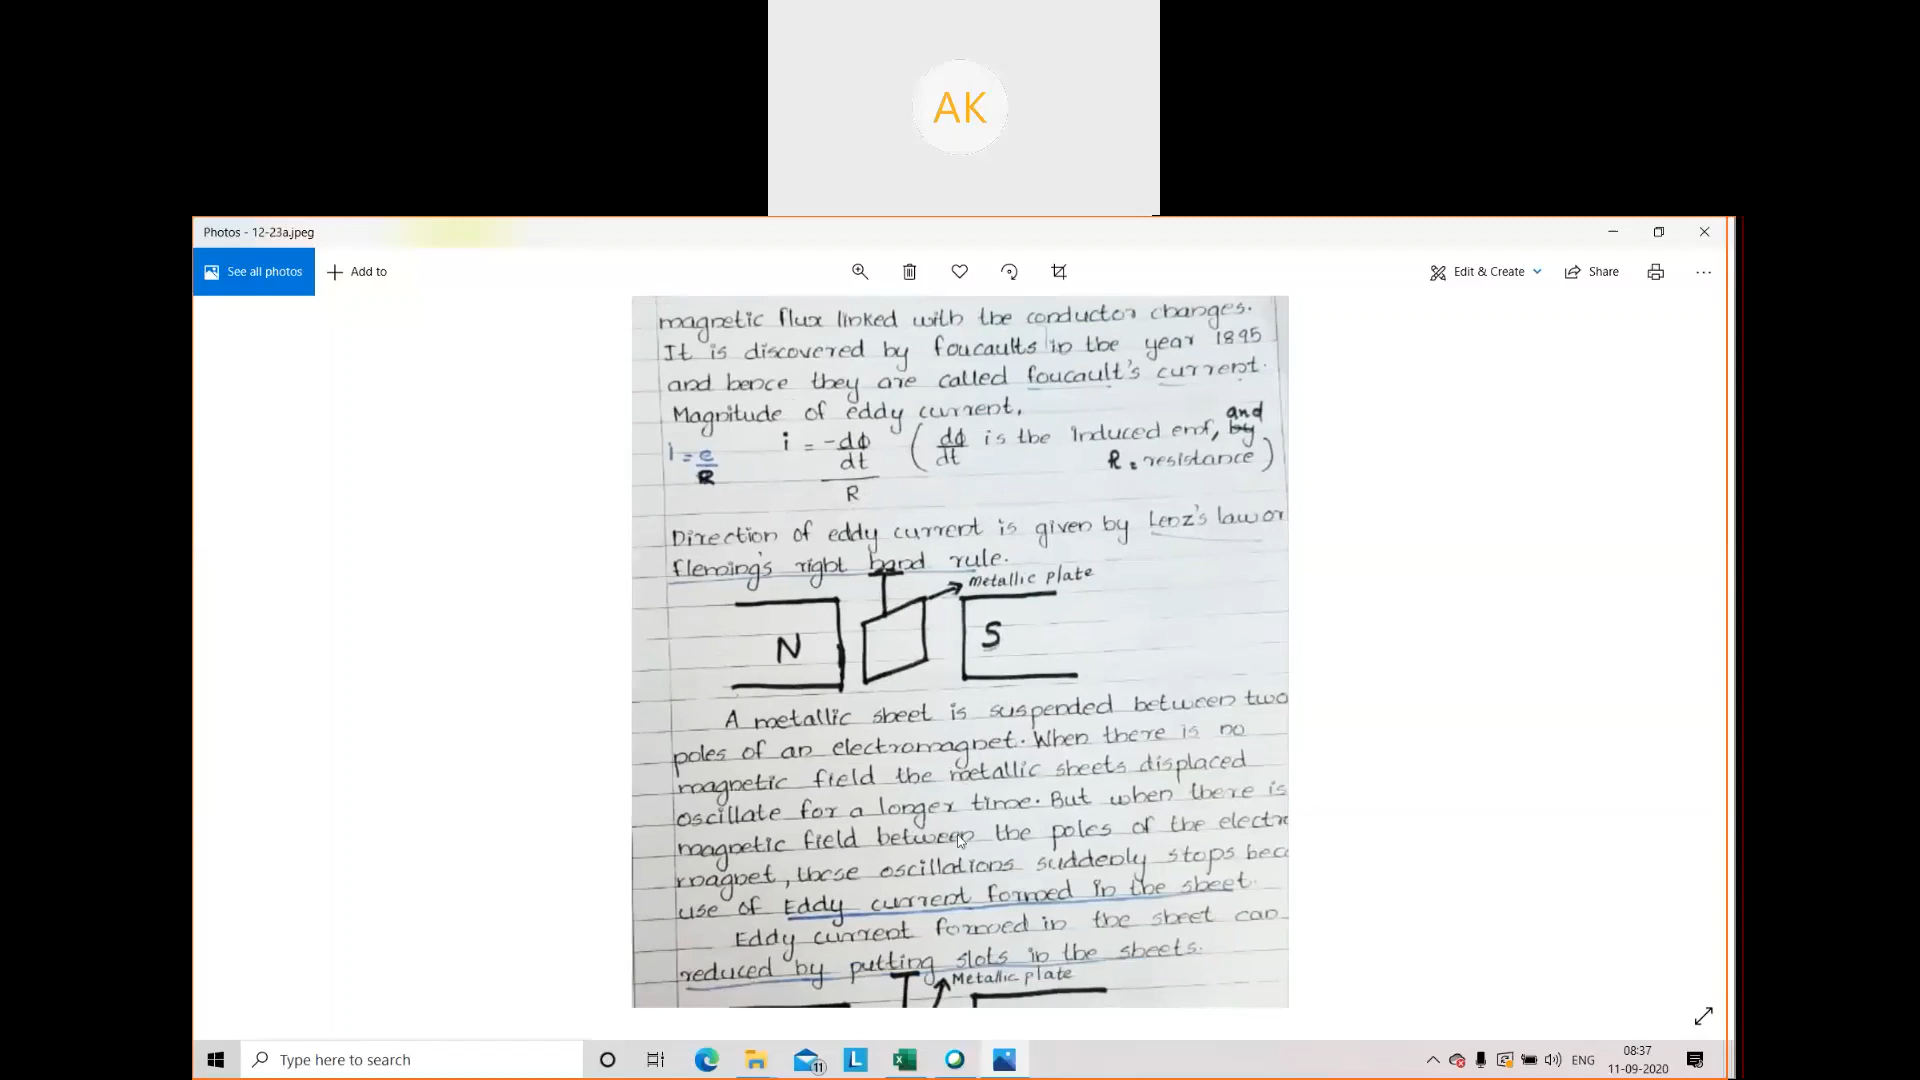 AK
Photos - 12-23a.jpeg
See all photos
Add to
Edit & Create
Share
magnetic flux linked with the conductor changes.
It is discovered by foucaults in the year 1895
and hence they are called foucault's current.
Magnitude of eddy current,
I = e/R i = -dφ/dt / R (dφ/dt is the induced emf, and by R = resistance)
Direction of eddy current is given by Lenz's law or
fleming's right hand rule.
Metallic plate
N S
A metallic sheet is suspended between two
poles of an electromagnet. When there is no
magnetic field the metallic sheets displaced
oscillate for a longer time. But when there is
magnetic field between the poles of the electro
magnet, those oscillations suddenly stops beca
use of Eddy current formed in the sheet.
Eddy current formed in the sheet can
reduced by putting slots in the sheets.
Metallic plate
Type here to search
11
L
ENG
08:37
11-09-2020